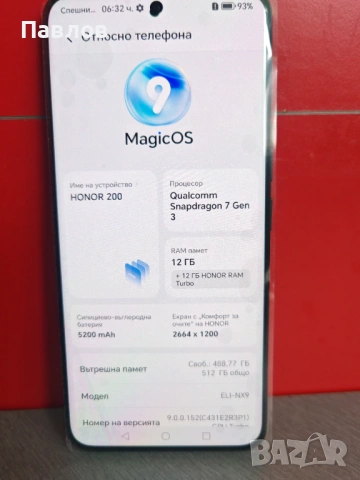 Павлов
Спешни... 06:32 ч. 93%
Относно телефона
9
MagicOS
Име на устройство
HONOR 200
Процесор
Qualcomm
Snapdragon 7 Gen
3
RAM памет
12 ГБ
+ 12 ГБ HONOR RAM
Turbo
Силициево-въглеродна
батерия
5200 mAh
Екран с „Комфорт за
очите“ на HONOR
2664 x 1200
Вътрешна памет
Своб.: 488,77 ГБ
512 ГБ общо
Модел
ELI-NX9
Номер на версията
9.0.0.152(C431E2R3P1)
bazar
БГ